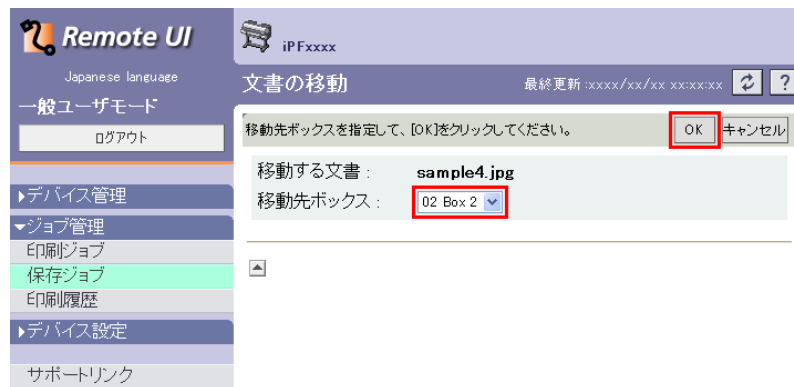 Remote UI
Japanese language
一般ユーザモード
ログアウト
▶デバイス管理
▼ジョブ管理
印刷ジョブ
保存ジョブ
印刷履歴
▶デバイス設定
サポートリンク
iPFxxxx
文書の移動 最終更新:xxxx/xx/xx xx:xx:xx ?
移動先ボックスを指定して、[OK]をクリックしてください。 OK キャンセル
移動する文書: sample4.jpg
移動先ボックス: 02 Box 2